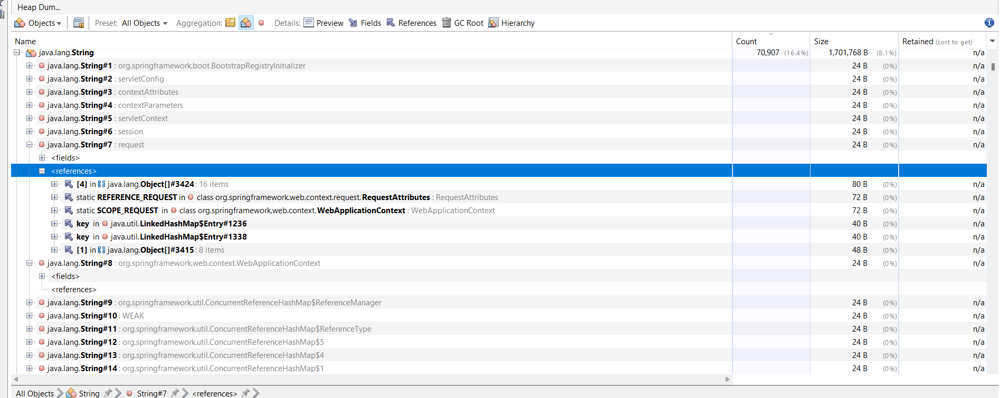 Heap Dum...
Objects Preset: All Objects Aggregation: Details: Preview Fields References GC Root Hierarchy
Name Count Size Retained (sort to get)
java.lang.String 70,907 (16.4%) 1,701,768 B (8.1%) n/a
java.lang.String#1 : org.springframework.boot.BootstrapRegistryInitializer 24 B (0%) n/a
java.lang.String#2 : servletConfig 24 B (0%) n/a
java.lang.String#3 : contextAttributes 24 B (0%) n/a
java.lang.String#4 : contextParameters 24 B (0%) n/a
java.lang.String#5 : servletContext 24 B (0%) n/a
java.lang.String#6 : session 24 B (0%) n/a
java.lang.String#7 : request 24 B (0%) n/a
<fields>
<references>
[4] in java.lang.Object[]#3424 : 16 items 80 B (0%) n/a
static REFERENCE_REQUEST in class org.springframework.web.context.request.RequestAttributes : RequestAttributes 72 B (0%) n/a
static SCOPE_REQUEST in class org.springframework.web.context.WebApplicationContext : WebApplicationContext 72 B (0%) n/a
key in java.util.LinkedHashMap$Entry#1236 40 B (0%) n/a
key in java.util.LinkedHashMap$Entry#1338 40 B (0%) n/a
[1] in java.lang.Object[]#3415 : 8 items 48 B (0%) n/a
java.lang.String#8 : org.springframework.web.context.WebApplicationContext 24 B (0%) n/a
<fields>
<references>
java.lang.String#9 : org.springframework.util.ConcurrentReferenceHashMap$ReferenceManager 24 B (0%) n/a
java.lang.String#10 : WEAK 24 B (0%) n/a
java.lang.String#11 : org.springframework.util.ConcurrentReferenceHashMap$ReferenceType 24 B (0%) n/a
java.lang.String#12 : org.springframework.util.ConcurrentReferenceHashMap$5 24 B (0%) n/a
java.lang.String#13 : org.springframework.util.ConcurrentReferenceHashMap$4 24 B (0%) n/a
java.lang.String#14 : org.springframework.util.ConcurrentReferenceHashMap$1 24 B (0%) n/a
All Objects String String#7 <references>